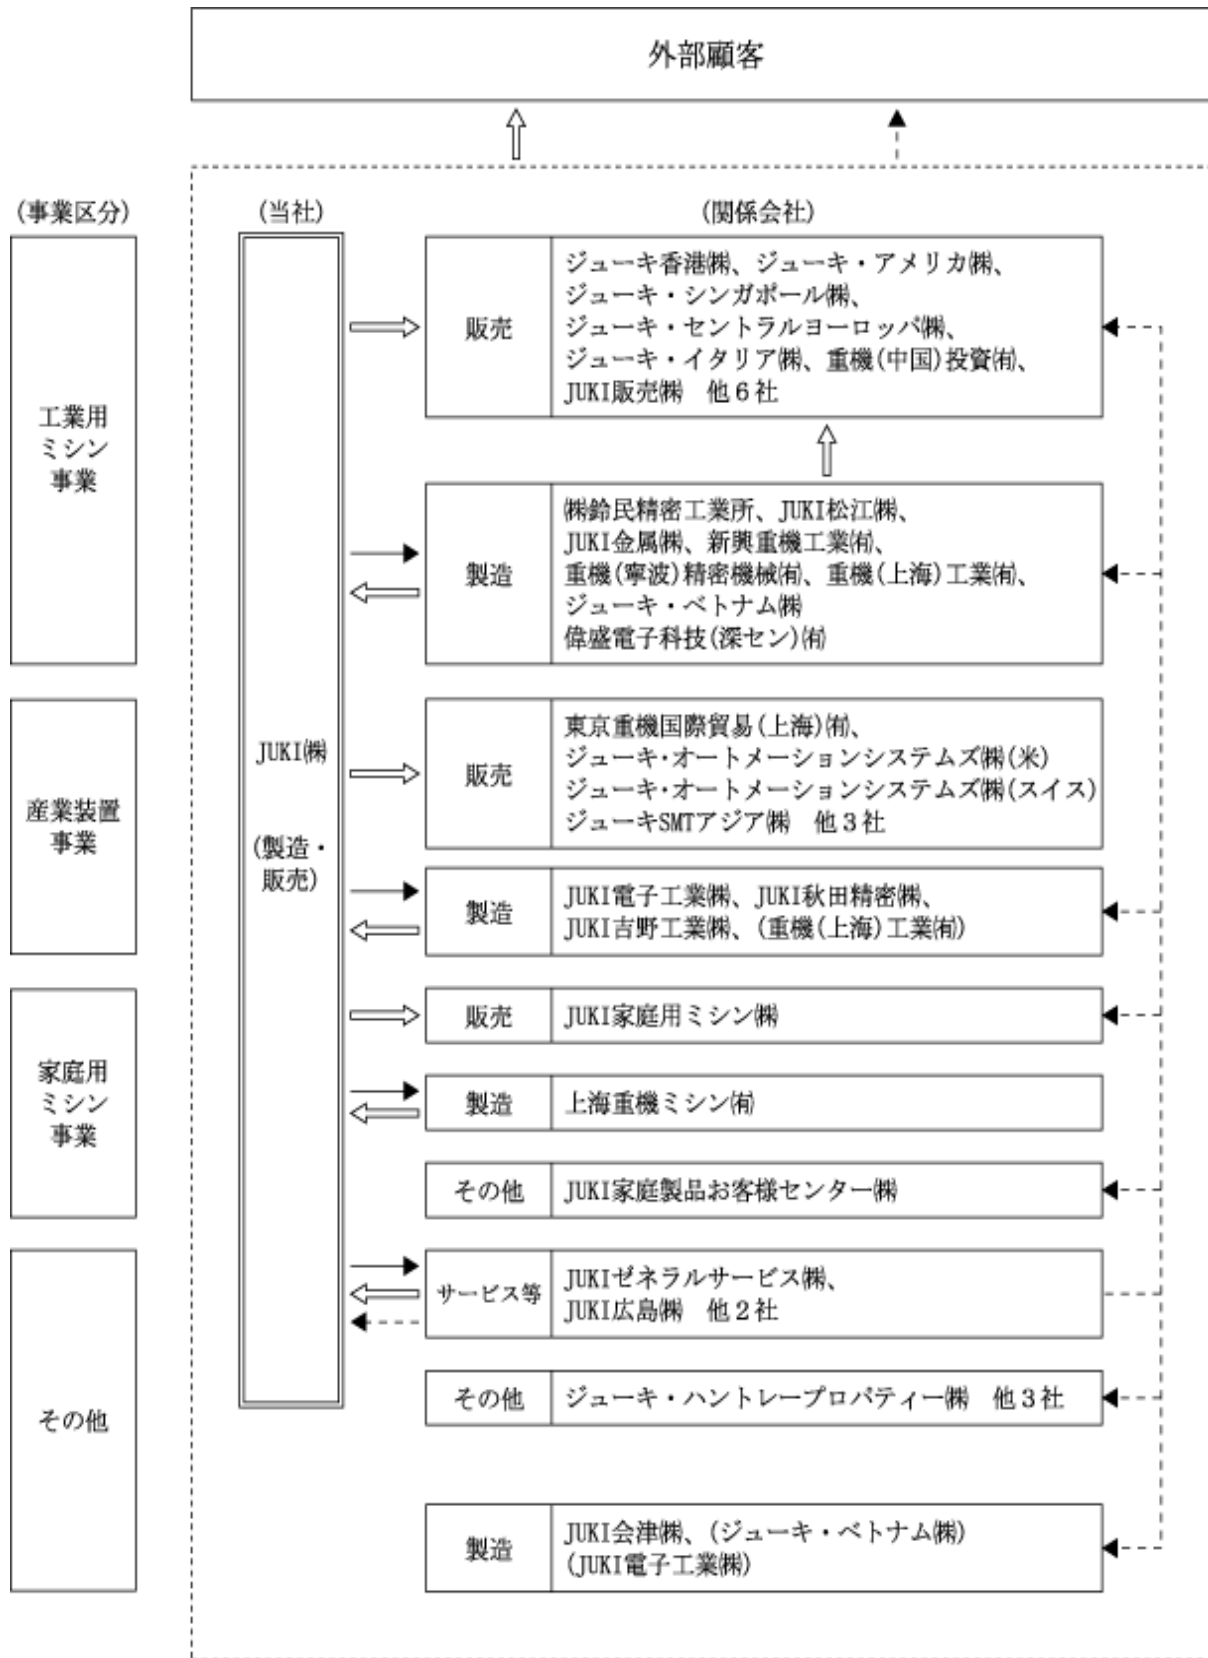 外部顧客
(事業区分)
(当社)
(関係会社)
工業用
ミシン
事業
JUKI㈱
(製造・
販売)
販売
ジューキ香港㈱、ジューキ・アメリカ㈱、
ジューキ・シンガポール㈱、
ジューキ・セントラルヨーロッパ㈱、
ジューキ・イタリア㈱、重機(中国)投資㈲、
JUKI販売㈱　他6社
製造
㈱鈴民精密工業所、JUKI松江㈱、
JUKI金属㈱、新興重機工業㈲、
重機(寧波)精密機械㈲、重機(上海)工業㈲、
ジューキ・ベトナム㈱
偉盛電子科技(深セン)㈲
産業装置
事業
販売
東京重機国際貿易(上海)㈲、
ジューキ・オートメーションシステムズ㈱(米)
ジューキ・オートメーションシステムズ㈱(スイス)
ジューキSMTアジア㈱　他3社
製造
JUKI電子工業㈱、JUKI秋田精密㈱、
JUKI吉野工業㈱、(重機(上海)工業㈲)
家庭用
ミシン
事業
販売
JUKI家庭用ミシン㈱
製造
上海重機ミシン㈲
その他
JUKI家庭製品お客様センター㈱
その他
サービス等
JUKIゼネラルサービス㈱、
JUKI広島㈱　他2社
その他
ジューキ・ハントレープロパティー㈱　他3社
製造
JUKI会津㈱、(ジューキ・ベトナム㈱)
(JUKI電子工業㈱)